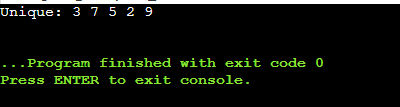 Unique: 3 7 5 2 9
...Program finished with exit code 0
Press ENTER to exit console.